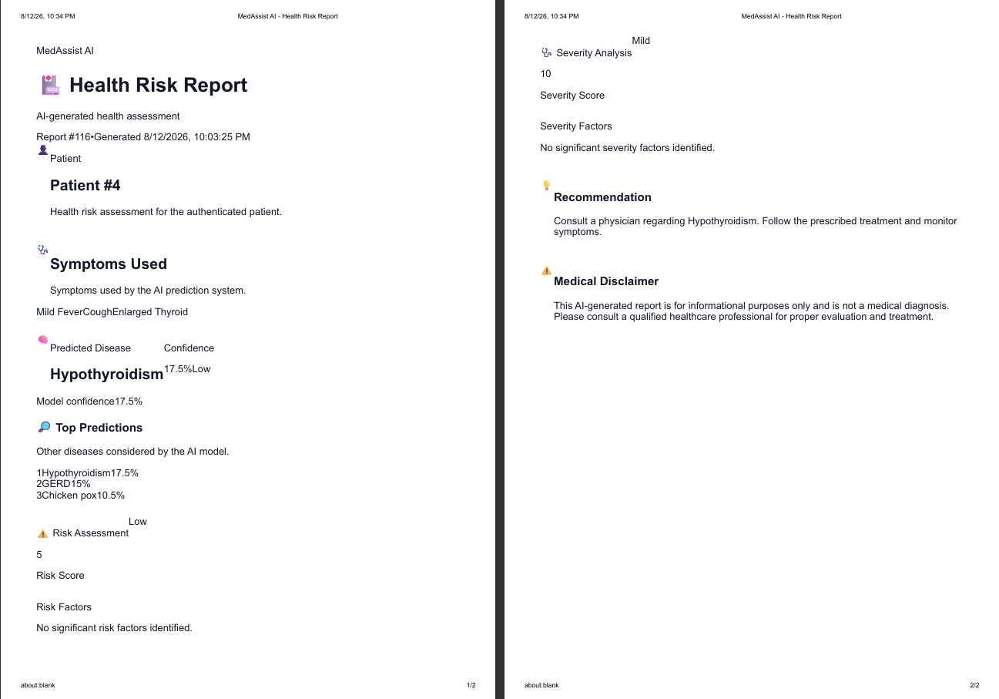 8/12/26, 10:34 PM MedAssist AI - Health Risk Report
MedAssist AI
Health Risk Report
AI-generated health assessment
Report #116•Generated 8/12/2026, 10:03:25 PM
Patient
Patient #4
Health risk assessment for the authenticated patient.
Symptoms Used
Symptoms used by the AI prediction system.
Mild FeverCoughEnlarged Thyroid
Predicted Disease Confidence
Hypothyroidism 17.5%Low
Model confidence17.5%
Top Predictions
Other diseases considered by the AI model.
1Hypothyroidism17.5%
2GERD15%
3Chicken pox10.5%
Low
Risk Assessment
5
Risk Score
Risk Factors
No significant risk factors identified.
about:blank 1/2
8/12/26, 10:34 PM MedAssist AI - Health Risk Report
Mild
Severity Analysis
10
Severity Score
Severity Factors
No significant severity factors identified.
Recommendation
Consult a physician regarding Hypothyroidism. Follow the prescribed treatment and monitor
symptoms.
Medical Disclaimer
This AI-generated report is for informational purposes only and is not a medical diagnosis.
Please consult a qualified healthcare professional for proper evaluation and treatment.
about:blank 2/2